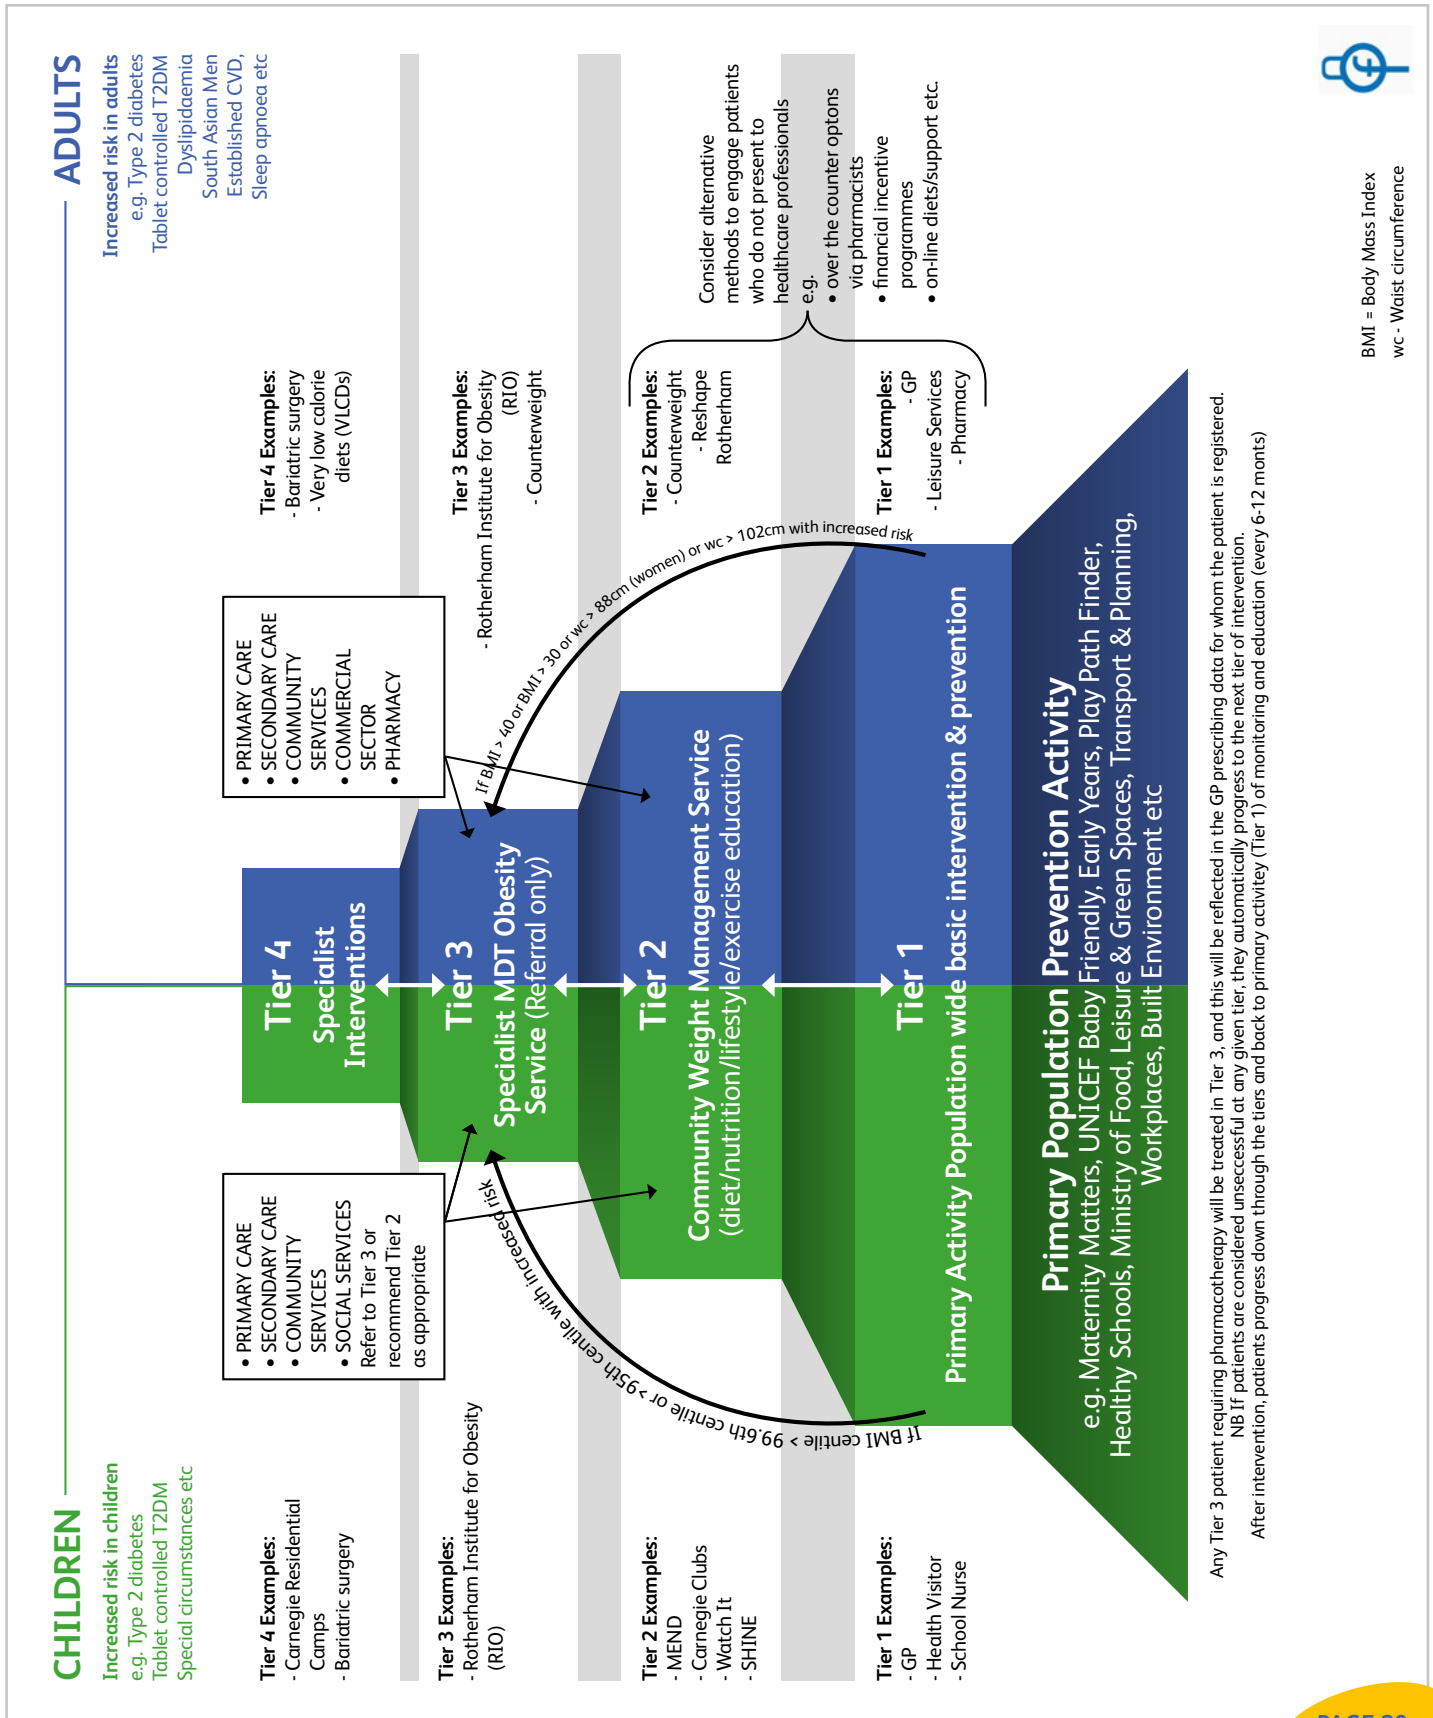 CHILDREN
ADULTS
Increased risk in children
e.g. Type 2 diabetes
Tablet controlled T2DM
Special circumstances etc
Increased risk in adults
e.g. Type 2 diabetes
Tablet controlled T2DM
Dyslipidaemia
South Asian Men
Established CVD,
Sleep apnoea etc
• PRIMARY CARE
• SECONDARY CARE
• COMMUNITY
SERVICES
• SOCIAL SERVICES
Refer to Tier 3 or
recommend Tier 2
as appropriate
• PRIMARY CARE
• SECONDARY CARE
• COMMUNITY
SERVICES
• COMMERCIAL
SECTOR
• PHARMACY
Tier 4 Examples:
- Carnegie Residential
Camps
- Bariatric surgery
Tier 4
Specialist
Interventions
Tier 4 Examples:
- Bariatric surgery
- Very low calorie
diets (VLCDs)
Tier 3 Examples:
- Rotherham Institute for Obesity
(RIO)
Tier 3
Specialist MDT Obesity
Service (Referral only)
Tier 3 Examples:
- Rotherham Institute for Obesity
(RIO)
- Counterweight
If BMI centile > 99.6th centile or >95th centile with increased risk
If BMI > 40 or BMI > 30 or wc > 88cm (women) or wc > 102cm with increased risk
Tier 2 Examples:
- MEND
- Carnegie Clubs
- Watch It
- SHINE
Tier 2
Community Weight Management Service
(diet/nutrition/lifestyle/exercise education)
Tier 2 Examples:
- Counterweight
- Reshape
Rotherham
Consider alternative
methods to engage patients
who do not present to
healthcare professionals
e.g.
• over the counter optons
via pharmacists
• financial incentive
programmes
• on-line diets/support etc.
Tier 1 Examples:
- GP
- Health Visitor
- School Nurse
Tier 1
Primary Activity Population wide basic intervention & prevention
Tier 1 Examples:
- GP
- Leisure Services
- Pharmacy
Primary Population Prevention Activity
e.g. Maternity Matters, UNICEF Baby Friendly, Early Years, Play Path Finder,
Healthy Schools, Ministry of Food, Leisure & Green Spaces, Transport & Planning,
Workplaces, Built Environment etc
Any Tier 3 patient requiring pharmacotherapy will be treated in Tier 3, and this will be reflected in the GP prescribing data for whom the patient is registered.
NB If patients are considered unseccesful at any given tier, they automatically progress to the next tier of intervention.
After intervention, patients progress down through the tiers and back to primary activitey (Tier 1) of monitoring and education (every 6-12 monts)
BMI = Body Mass Index
wc - Waist circumference